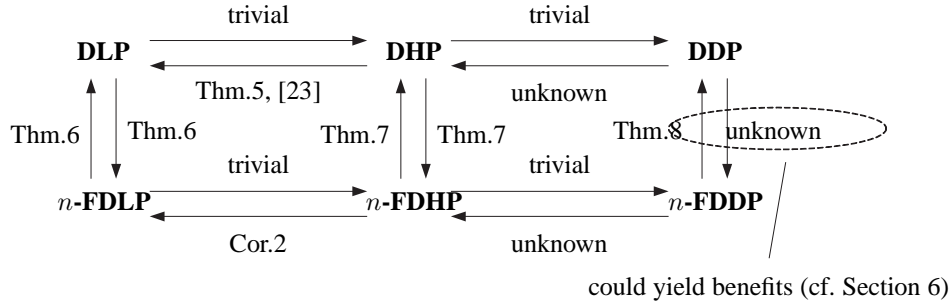 trivial trivial
DLP DHP DDP
Thm.5, [23] unknown
Thm.6 Thm.6 Thm.7 Thm.7 Thm.8 unknown
trivial trivial
n-FDLP n-FDHP n-FDDP
Cor.2 unknown
could yield benefits (cf. Section 6)